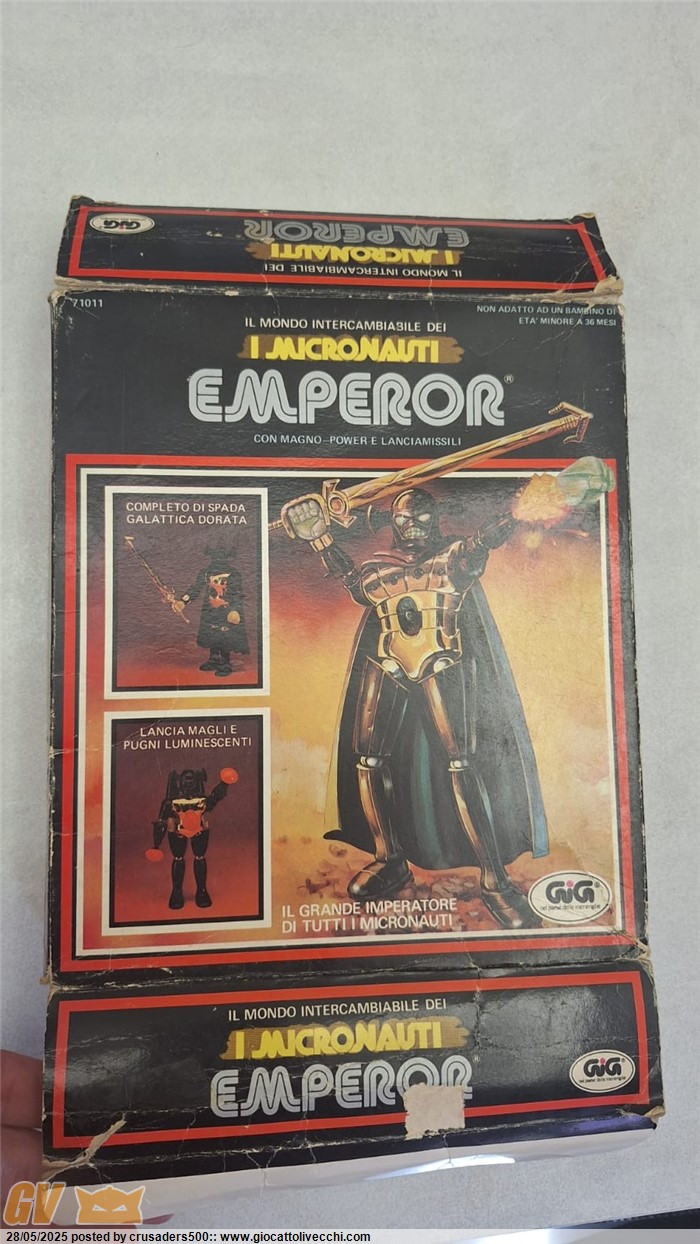 GiG
EMPEROR
I MICRONAUTI
IL MONDO INTERCAMBIABILE DEI
71011
NON ADATTO AD UN BAMBINO DI
ETA' MINORE A 36 MESI
IL MONDO INTERCAMBIABILE DEI
I MICRONAUTI
EMPEROR®
CON MAGNO-POWER E LANCIAMISSILI
COMPLETO DI SPADA
GALATTICA DORATA
LANCIA MAGLI E
PUGNI LUMINESCENTI
IL GRANDE IMPERATORE
DI TUTTI I MICRONAUTI
GiG®
IL MONDO INTERCAMBIABILE DEI
I MICRONAUTI
EMPEROR®
GiG®
GV
28/05/2025 posted by crusaders500:: www.giocattolivecchi.com